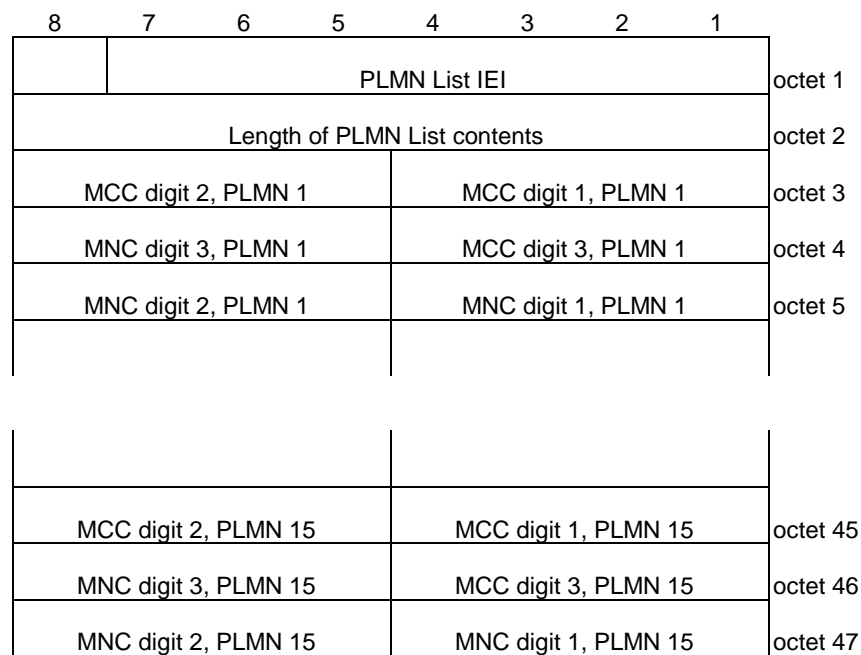 8 7 6 5 4 3 2 1
PLMN List IEI octet 1
Length of PLMN List contents octet 2
MCC digit 2, PLMN 1 MCC digit 1, PLMN 1 octet 3
MNC digit 3, PLMN 1 MCC digit 3, PLMN 1 octet 4
MNC digit 2, PLMN 1 MNC digit 1, PLMN 1 octet 5
MCC digit 2, PLMN 15 MCC digit 1, PLMN 15 octet 45
MNC digit 3, PLMN 15 MCC digit 3, PLMN 15 octet 46
MNC digit 2, PLMN 15 MNC digit 1, PLMN 15 octet 47